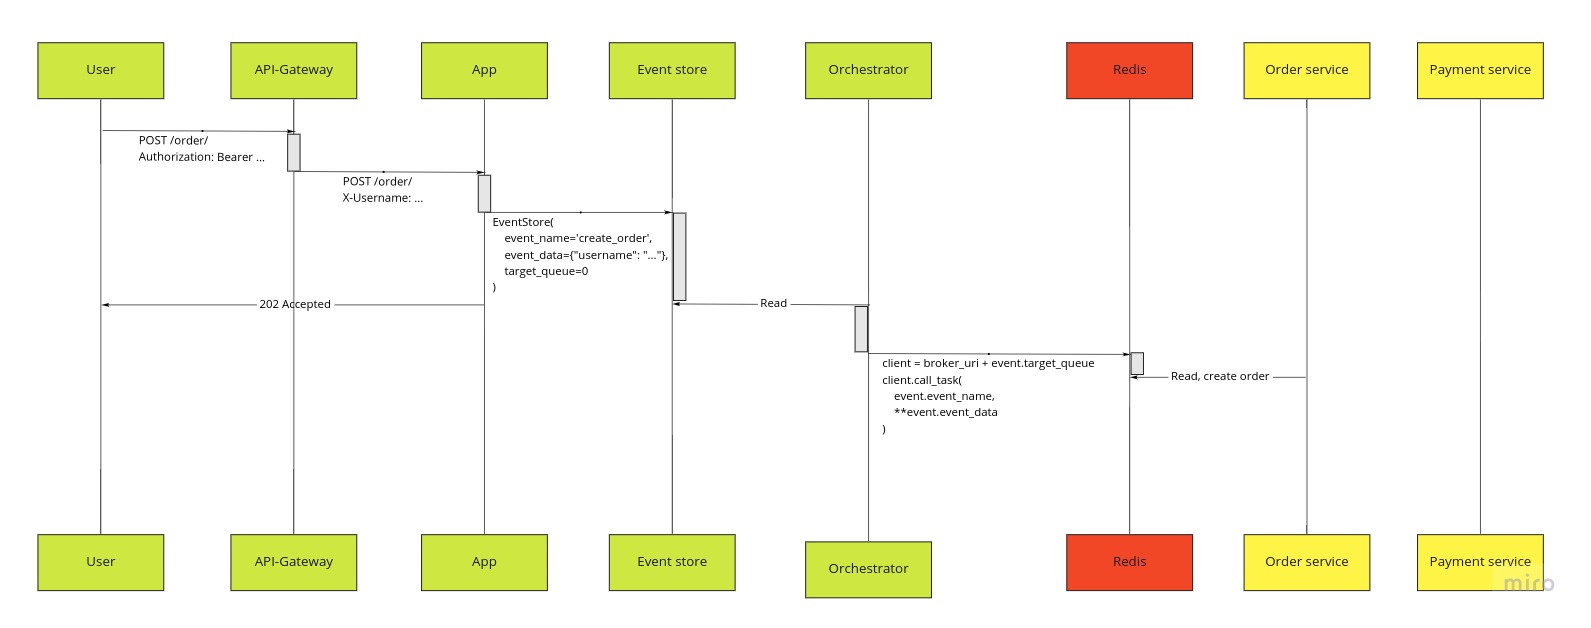 User
API-Gateway
App
Event store
Orchestrator
Redis
Order service
Payment service
POST /order/
Authorization: Bearer ...
POST /order/
X-Username: ...
EventStore(
    event_name='create_order',
    event_data={"username": "..."},
    target_queue=0
)
202 Accepted
Read
client = broker_uri + event.target_queue
client.call_task(
    event.event_name,
    **event.event_data
)
Read, create order
User
API-Gateway
App
Event store
Orchestrator
Redis
Order service
Payment service
miro